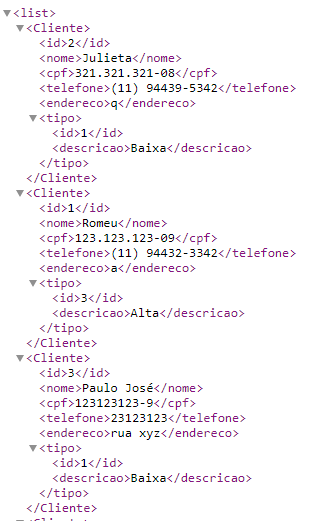 <list>
<Cliente>
<id>2</id>
<nome>Julieta</nome>
<cpf>321.321.321-08</cpf>
<telefone>(11) 94439-5342</telefone>
<endereco>q</endereco>
<tipo>
<id>1</id>
<descricao>Baixa</descricao>
</tipo>
</Cliente>
<Cliente>
<id>1</id>
<nome>Romeu</nome>
<cpf>123.123.123-09</cpf>
<telefone>(11) 94432-3342</telefone>
<endereco>a</endereco>
<tipo>
<id>3</id>
<descricao>Alta</descricao>
</tipo>
</Cliente>
<Cliente>
<id>3</id>
<nome>Paulo José</nome>
<cpf>123123123-9</cpf>
<telefone>23123123</telefone>
<endereco>rua xyz</endereco>
<tipo>
<id>1</id>
<descricao>Baixa</descricao>
</tipo>
</Cliente>